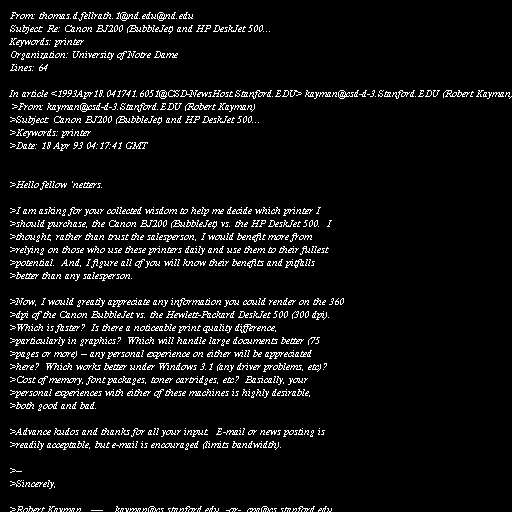 From: thomas.d.fellrath.1@nd.edu@nd.edu
Subject: Re: Canon BJ200 (BubbleJet) and HP DeskJet 500...
Keywords: printer
Organization: University of Notre Dame
Lines: 64
In article <1993Apr18.041741.6051@CSD-NewsHost.Stanford.EDU> kayman@csd-d-3.Stanford.EDU (Robert Kayman)
>From: kayman@csd-d-3.Stanford.EDU (Robert Kayman)
>Subject: Canon BJ200 (BubbleJet) and HP DeskJet 500...
>Keywords: printer
>Date: 18 Apr 93 04:17:41 GMT
>Hello fellow 'netters.
>I am asking for your collected wisdom to help me decide which printer I
>should purchase, the Canon BJ200 (BubbleJet) vs. the HP DeskJet 500.  I
>thought, rather than trust the salesperson, I would benefit more from
>relying on those who use these printers daily and use them to their fullest
>potential.  And, I figure all of you will know their benefits and pitfalls
>better than any salesperson.
>Now, I would greatly appreciate any information you could render on the 360
>dpi of the Canon BubbleJet vs. the Hewlett-Packard DeskJet 500 (300 dpi).
>Which is faster?  Is there a noticeable print quality difference,
>particularly in graphics?  Which will handle large documents better (75
>pages or more) -- any personal experience on either will be appreciated
>here?  Which works better under Windows 3.1 (any driver problems, etc)?
>Cost of memory, font packages, toner cartridges, etc?  Basically, your
>personal experiences with either of these machines is highly desirable,
>both good and bad.
>Advance kudos and thanks for all your input.  E-mail or news posting is
>readily acceptable, but e-mail is encouraged (limits bandwidth).
>--
>Sincerely,
>Robert Kayman ---- kayman@cs.stanford.edu -or- cpa@cs.stanford.edu